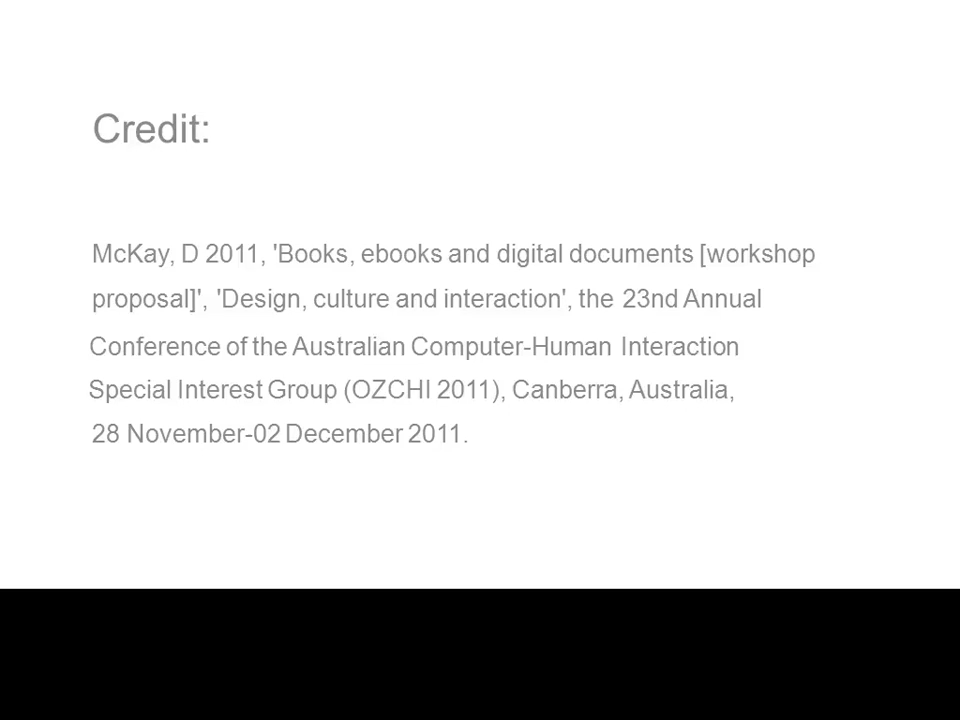 Credit:
McKay, D 2011, 'Books, ebooks and digital documents [workshop
proposal]', 'Design, culture and interaction', the 23nd Annual
Conference of the Australian Computer-Human Interaction
Special Interest Group (OZCHI 2011), Canberra, Australia,
28 November-02 December 2011.